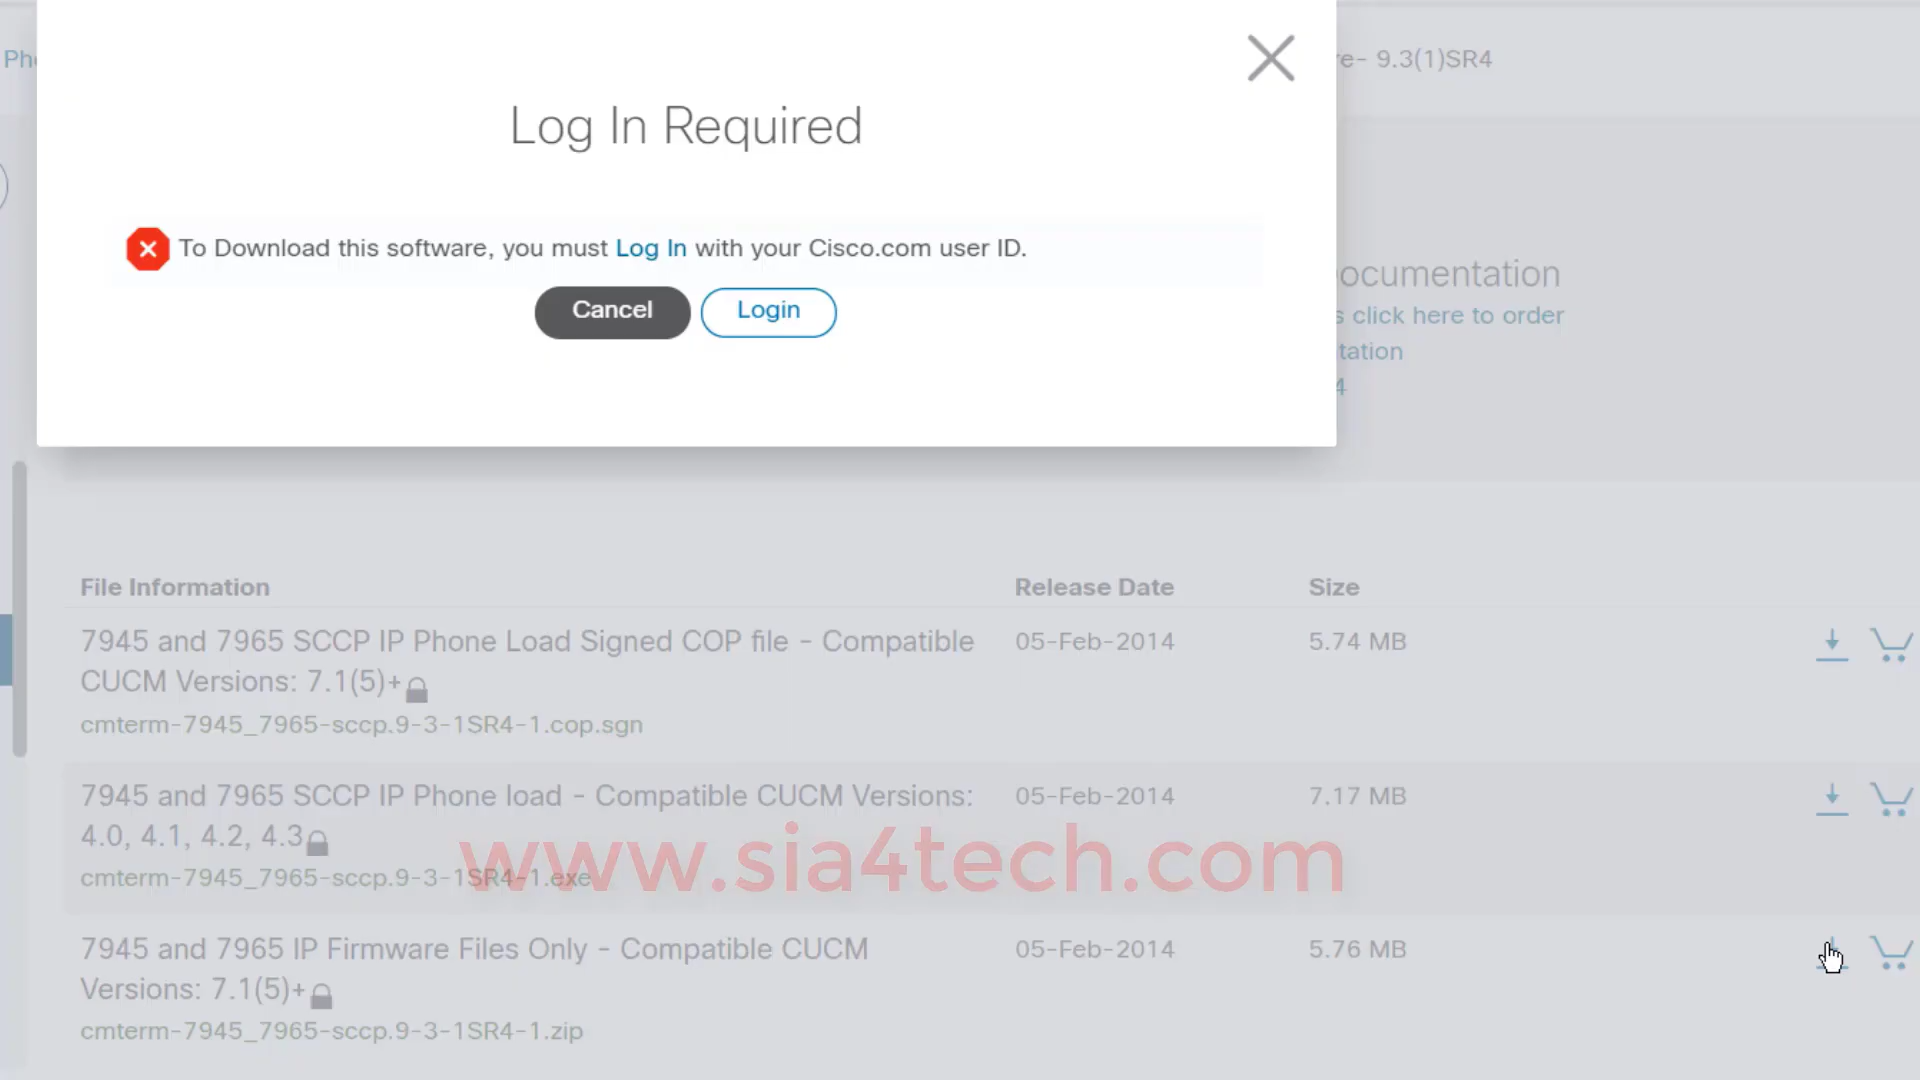 Pho
re- 9.3(1)SR4
Log In Required
To Download this software, you must Log In with your Cisco.com user ID.
Cancel
Login
ocumentation
s click here to order
tation
4
File Information
Release Date
Size
7945 and 7965 SCCP IP Phone Load Signed COP file - Compatible
CUCM Versions: 7.1(5)+
cmterm-7945_7965-sccp.9-3-1SR4-1.cop.sgn
05-Feb-2014
5.74 MB
7945 and 7965 SCCP IP Phone load - Compatible CUCM Versions:
4.0, 4.1, 4.2, 4.3
cmterm-7945_7965-sccp.9-3-1SR4-1.exe
05-Feb-2014
7.17 MB
www.sia4tech.com
7945 and 7965 IP Firmware Files Only - Compatible CUCM
Versions: 7.1(5)+
cmterm-7945_7965-sccp.9-3-1SR4-1.zip
05-Feb-2014
5.76 MB